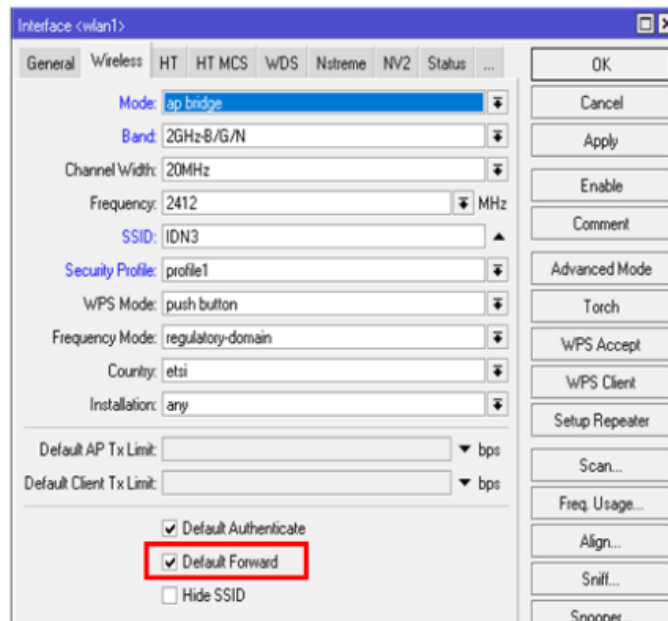 Interface <wlan1>
General Wireless HT HT MCS WDS Nstreme NV2 Status ...
Mode: ap bridge
Band: 2GHz-B/G/N
Channel Width: 20MHz
Frequency: 2412 MHz
SSID: IDN3
Security Profile: profile1
WPS Mode: push button
Frequency Mode: regulatory-domain
Country: etsi
Installation: any
Default AP Tx Limit: bps
Default Client Tx Limit: bps
Default Authenticate
Default Forward
Hide SSID
OK
Cancel
Apply
Enable
Comment
Advanced Mode
Torch
WPS Accept
WPS Client
Setup Repeater
Scan...
Freq. Usage...
Align...
Sniff...
Snooper...